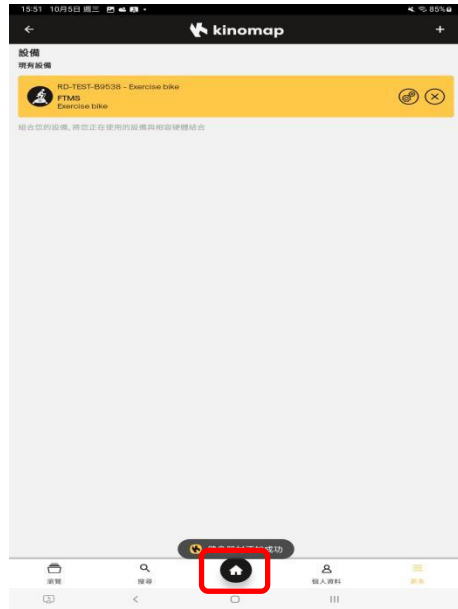 15:51 10月5日 週三
85%
kinomap
設備
現有設備
RD-TEST-B9538 - Exercise bike
FTMS
Exercise bike
組合您的設備, 將您正在使用的設備與相容硬體結合
成功
瀏覽
搜尋
個人資料